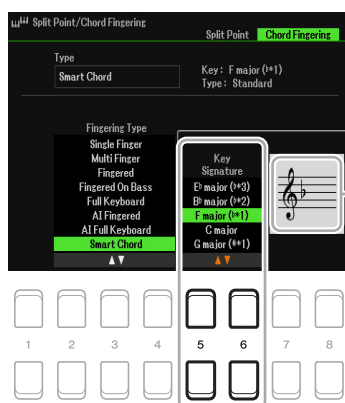 Split Point/Chord Fingering
Split Point Chord Fingering
Type
Smart Chord
Key: F major (♭*1)
Type: Standard
Fingering Type
Single Finger
Multi Finger
Fingered
Fingered On Bass
Full Keyboard
AI Fingered
AI Full Keyboard
Smart Chord
Key
Signature
E♭ major (♭*3)
B♭ major (♭*2)
F major (♭*1)
C major
G major (♯*1)
1 2 3 4 5 6 7 8